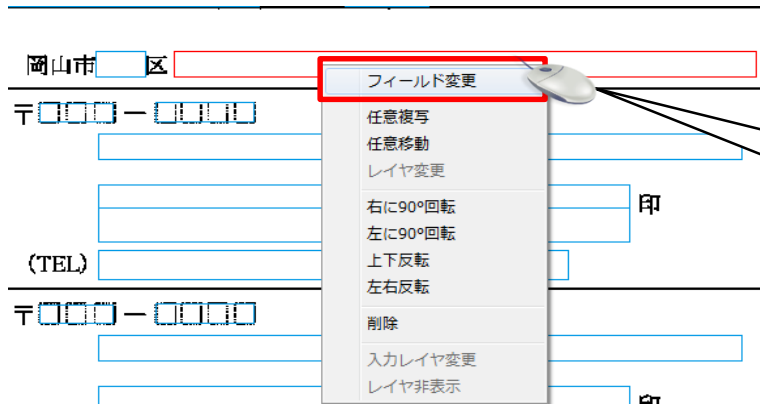 岡山市 区
フィールド変更
〒 ー
任意複写
任意移動
レイヤ変更
右に90°回転
印
左に90°回転
(TEL)
上下反転
左右反転
〒 ー
削除
入力レイヤ変更
レイヤ非表示
印